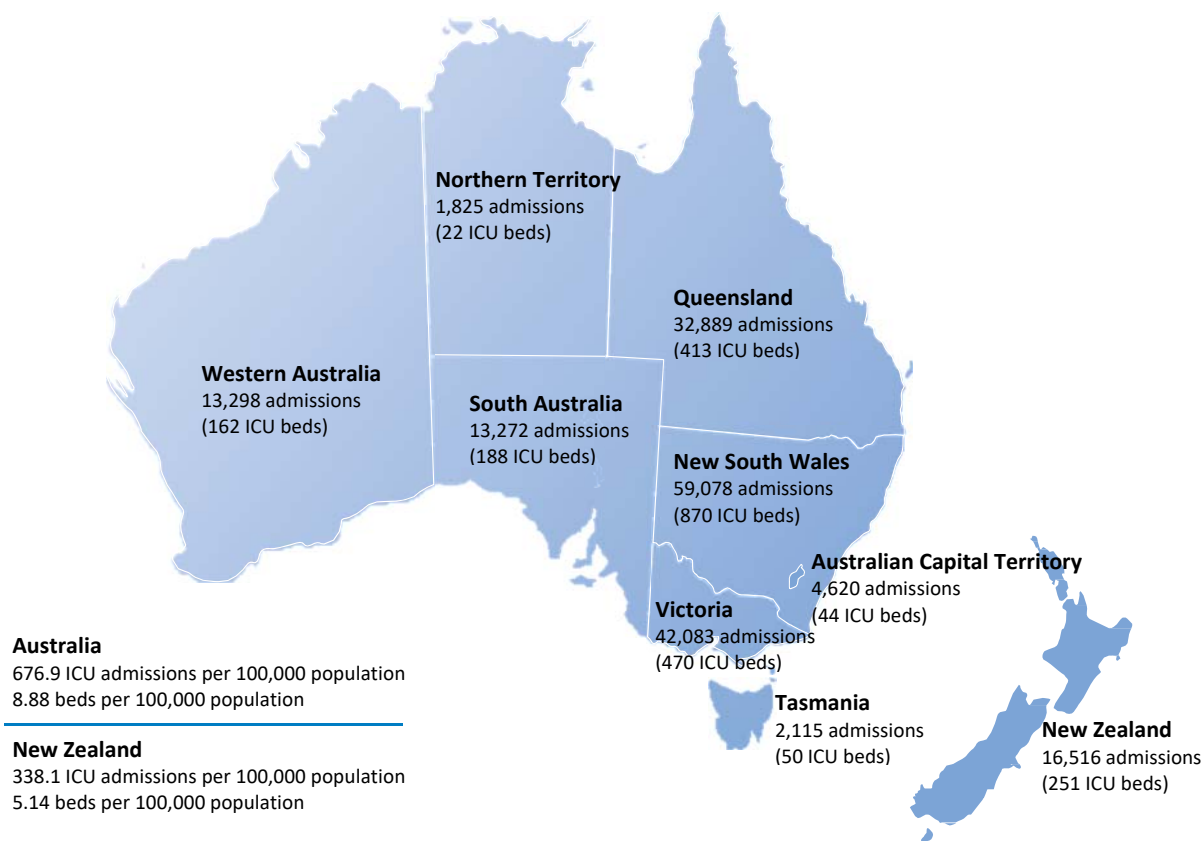 Northern Territory
1,825 admissions
(22 ICU beds)
Queensland
32,889 admissions
(413 ICU beds)
Western Australia
13,298 admissions
(162 ICU beds)
South Australia
13,272 admissions
(188 ICU beds)
New South Wales
59,078 admissions
(870 ICU beds)
Australian Capital Territory
4,620 admissions
(44 ICU beds)
Victoria
42,083 admissions
(470 ICU beds)
Tasmania
2,115 admissions
(50 ICU beds)
New Zealand
16,516 admissions
(251 ICU beds)
Australia
676.9 ICU admissions per 100,000 population
8.88 beds per 100,000 population
New Zealand
338.1 ICU admissions per 100,000 population
5.14 beds per 100,000 population